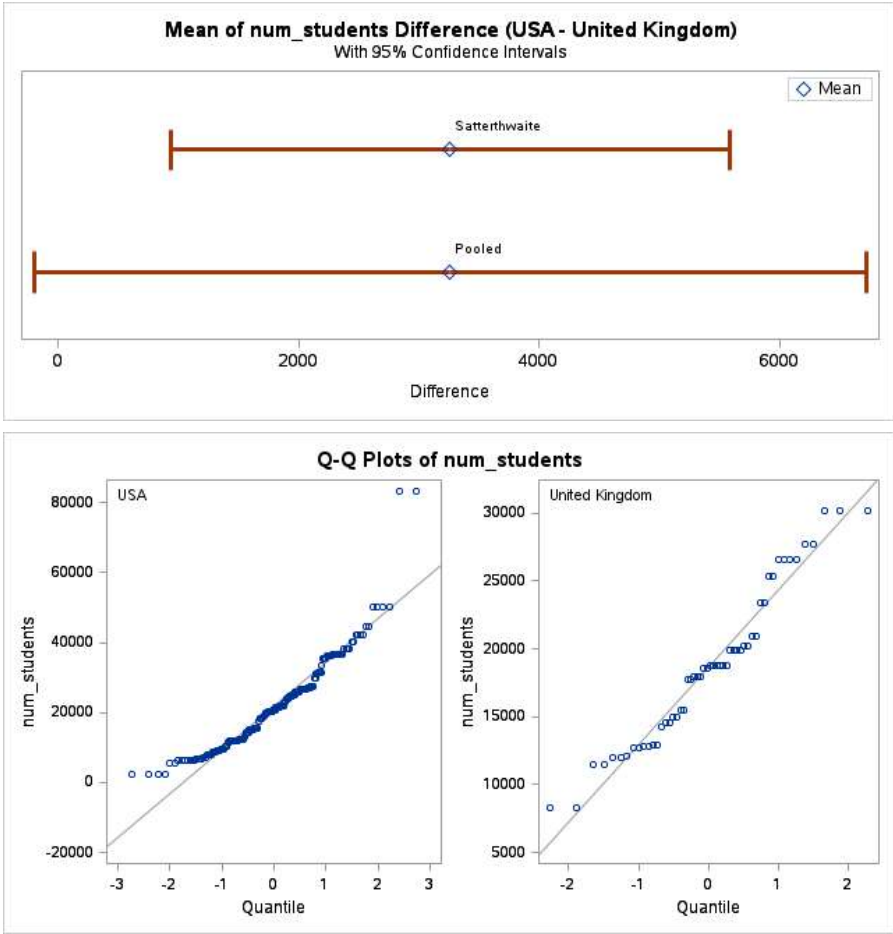 Mean of num_students Difference (USA - United Kingdom)
With 95% Confidence Intervals
Mean
Satterthwaite
Pooled
0 2000 4000 6000
Difference
Q-Q Plots of num_students
USA
80000
60000
40000
20000
0
-20000
num_students
-3 -2 -1 0 1 2 3
Quantile
United Kingdom
30000
25000
20000
15000
10000
5000
num_students
-2 -1 0 1 2
Quantile